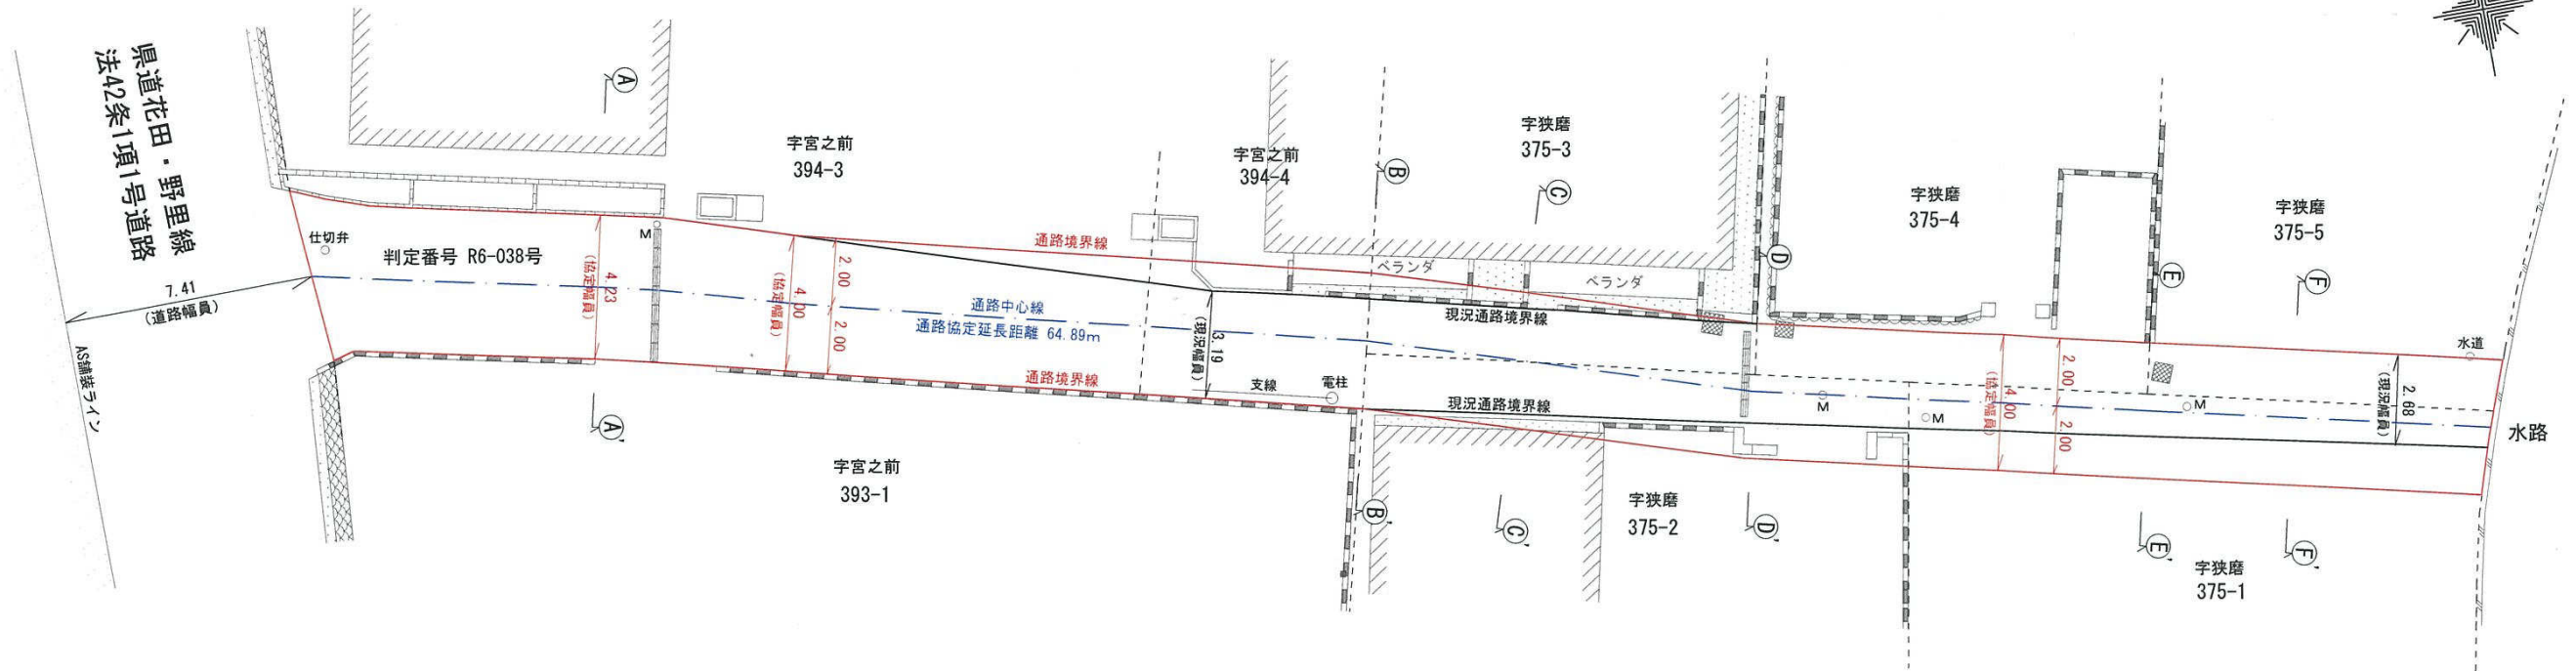 県道花田・野里線
法42条1項1号道路
7.41
(道路幅員)
AS舗装ライン
仕切弁
判定番号 R6-038号
A
A'
M
4.23
(協定幅員)
字宮之前
394-3
4.00
(協定幅員)
2.00
2.00
通路境界線
通路中心線
通路協定延長距離 64.89m
通路境界線
字宮之前
393-1
字宮之前
394-4
3.19
(現況幅員)
支線
電柱
B
B'
字狭磨
375-3
C
C'
ベランダ
ベランダ
現況通路境界線
現況通路境界線
字狭磨
375-2
D
D'
字狭磨
375-4
M
M
4.00
(協定幅員)
2.00
2.00
E
E'
M
字狭磨
375-5
F
F'
字狭磨
375-1
2.68
(現況幅員)
水道
水路